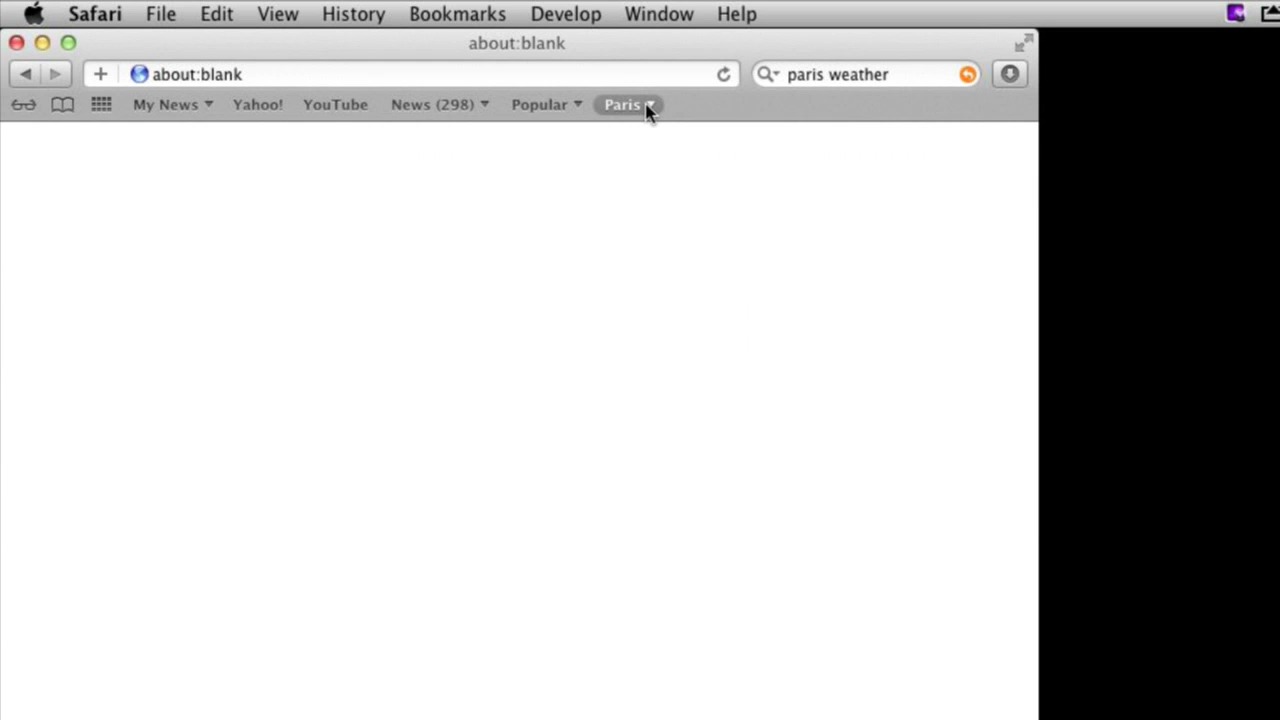 Safari File Edit View History Bookmarks Develop Window Help
about:blank
about:blank paris weather
My News Yahoo! YouTube News (298) Popular Paris